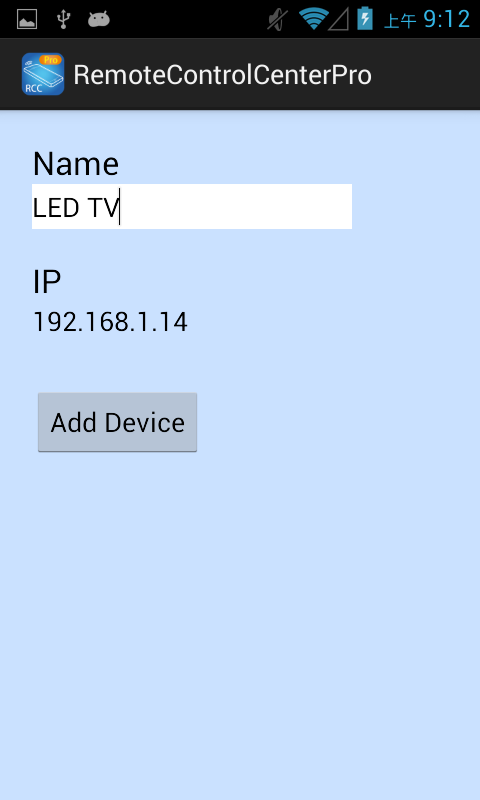 上午 9:12
Pro
RCC
RemoteControlCenterPro
Name
LED TV
IP
192.168.1.14
Add Device